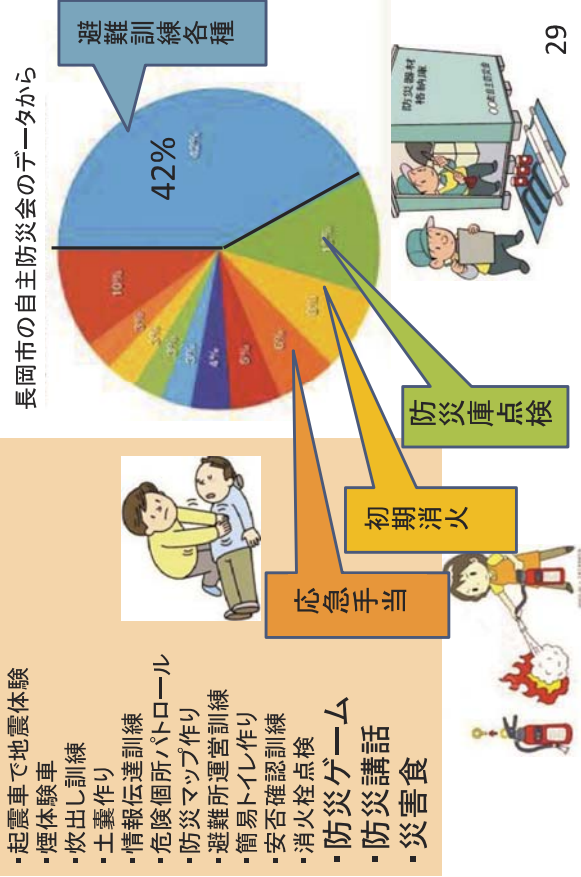 長岡市の自主防災会のデータから
避難訓練各種
42%
10%
4%
防災庫点検
初期消火
応急手当
防災器材
格納庫
・起震車で地震体験
・煙体験車
・炊出し訓練
・土嚢作り
・情報伝達訓練
・危険個所パトロール
・防災マップ作り
・避難所運営訓練
・簡易トイレ作り
・安否確認訓練
・消火栓点検
・防災ゲーム
・防災講話
・災害食
29